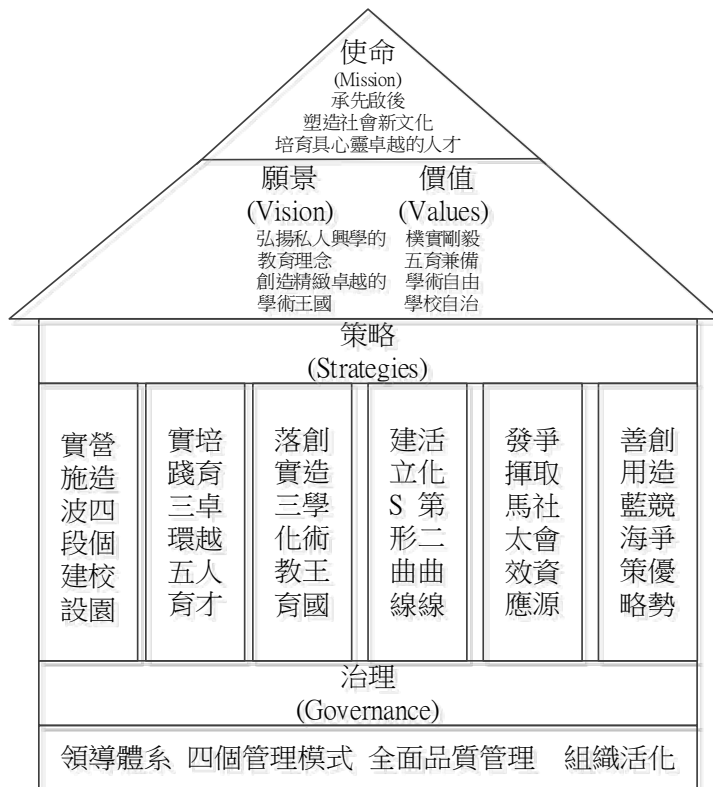 使命
(Mission)
承先啟後
塑造社會新文化
培育具心靈卓越的人才
願景
(Vision)
弘揚私人興學的
教育理念
創造精緻卓越的
學術王國
價值
(Values)
樸實剛毅
五育兼備
學術自由
學校自治
策略
(Strategies)
營造四個校園
實施波段建設
培育卓越人才
實踐三環五育
創造學術王國
落實三化教育
活化第二曲線
建立S形曲線
爭取社會資源
發揮馬太效應
創造競爭優勢
善用藍海策略
治理
(Governance)
領導體系 四個管理模式 全面品質管理 組織活化